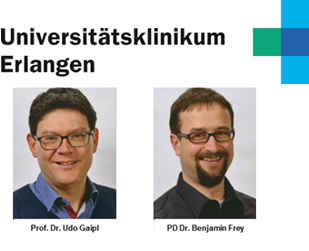 Universitätsklinikum
Erlangen
Prof. Dr. Udo Gaipl
PD Dr. Benjamin Frey